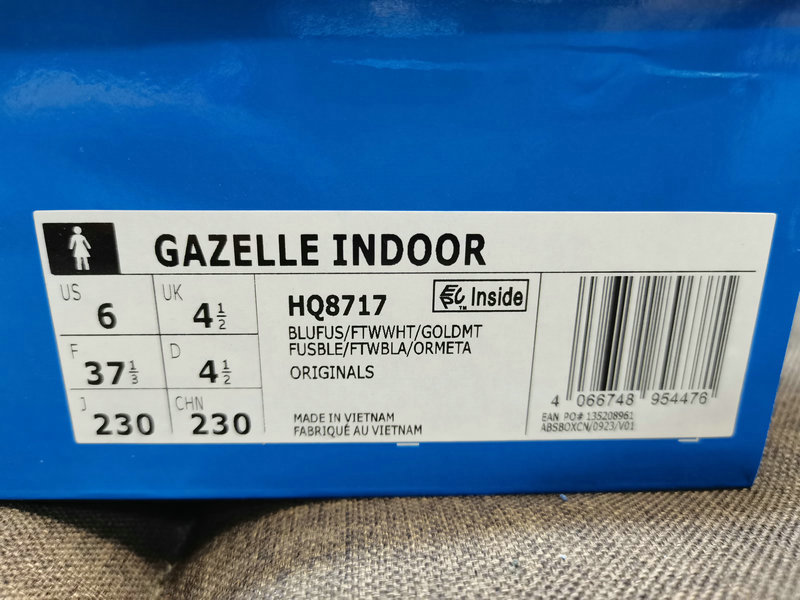 GAZELLE INDOOR
US 6 UK 4 1/2
F 37 1/3 D 4 1/2
J 230 CHN 230
HQ8717
Inside
TM
BLUFUS/FTWWHT/GOLDMT
FUSBLE/FTWBLA/ORMETA
ORIGINALS
MADE IN VIETNAM
FABRIQUÉ AU VIETNAM
4 066748 954476
EAN PO# 135208961
ABSBOXCN/0923/V01